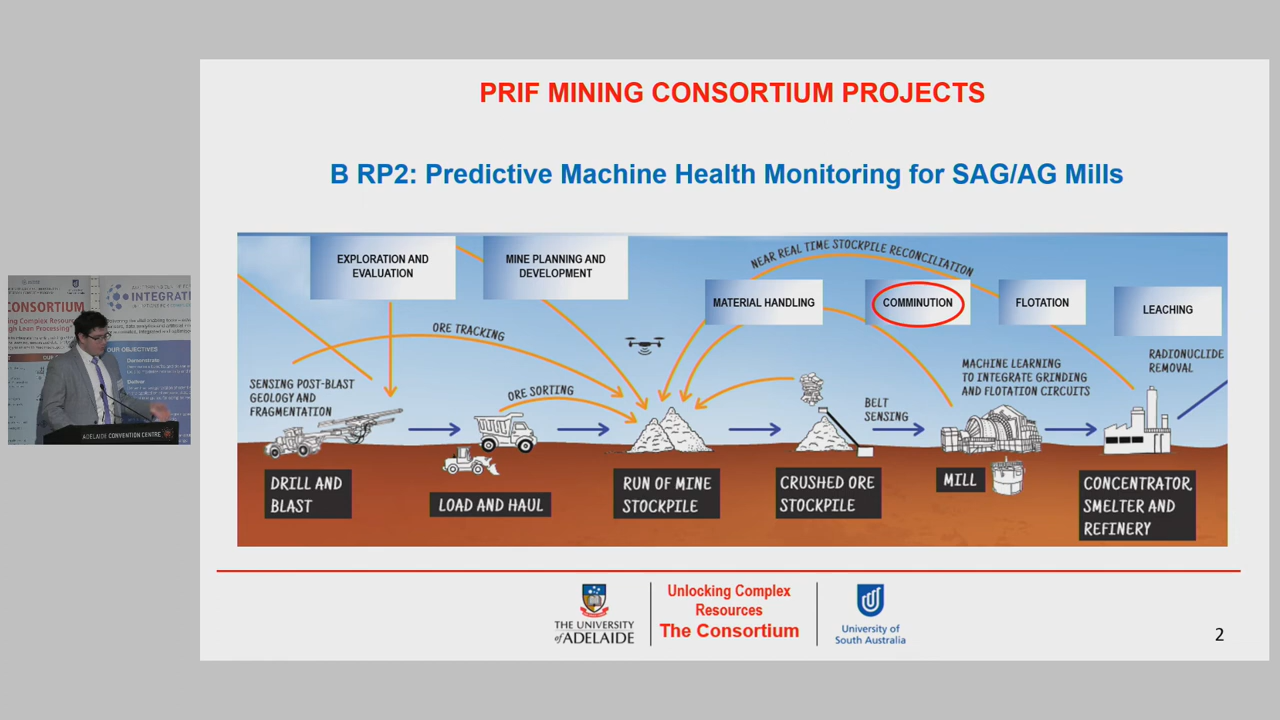 PRIF MINING CONSORTIUM PROJECTS
B RP2: Predictive Machine Health Monitoring for SAG/AG Mills
EXPLORATION AND
EVALUATION
MINE PLANNING AND
DEVELOPMENT
NEAR REAL TIME STOCKPILE RECONCILIATION
MATERIAL HANDLING
COMMINUTION
FLOTATION
LEACHING
ORE TRACKING
ORE SORTING
SENSING POST-BLAST
GEOLOGY AND
FRAGMENTATION
BELT
SENSING
MACHINE LEARNING
TO INTEGRATE GRINDING
AND FLOTATION CIRCUITS
RADIONUCLIDE
REMOVAL
DRILL AND
BLAST
LOAD AND HAUL
RUN OF MINE
STOCKPILE
CRUSHED ORE
STOCKPILE
MILL
CONCENTRATOR,
SMELTER AND
REFINERY
THE UNIVERSITY
of ADELAIDE
Unlocking Complex
Resources
The Consortium
University of
South Australia
2
CONSORTIUM
INTEGRAT
OUR OBJECTIVES
Demonstrate
ADELAIDE CONVENTION CENTRE